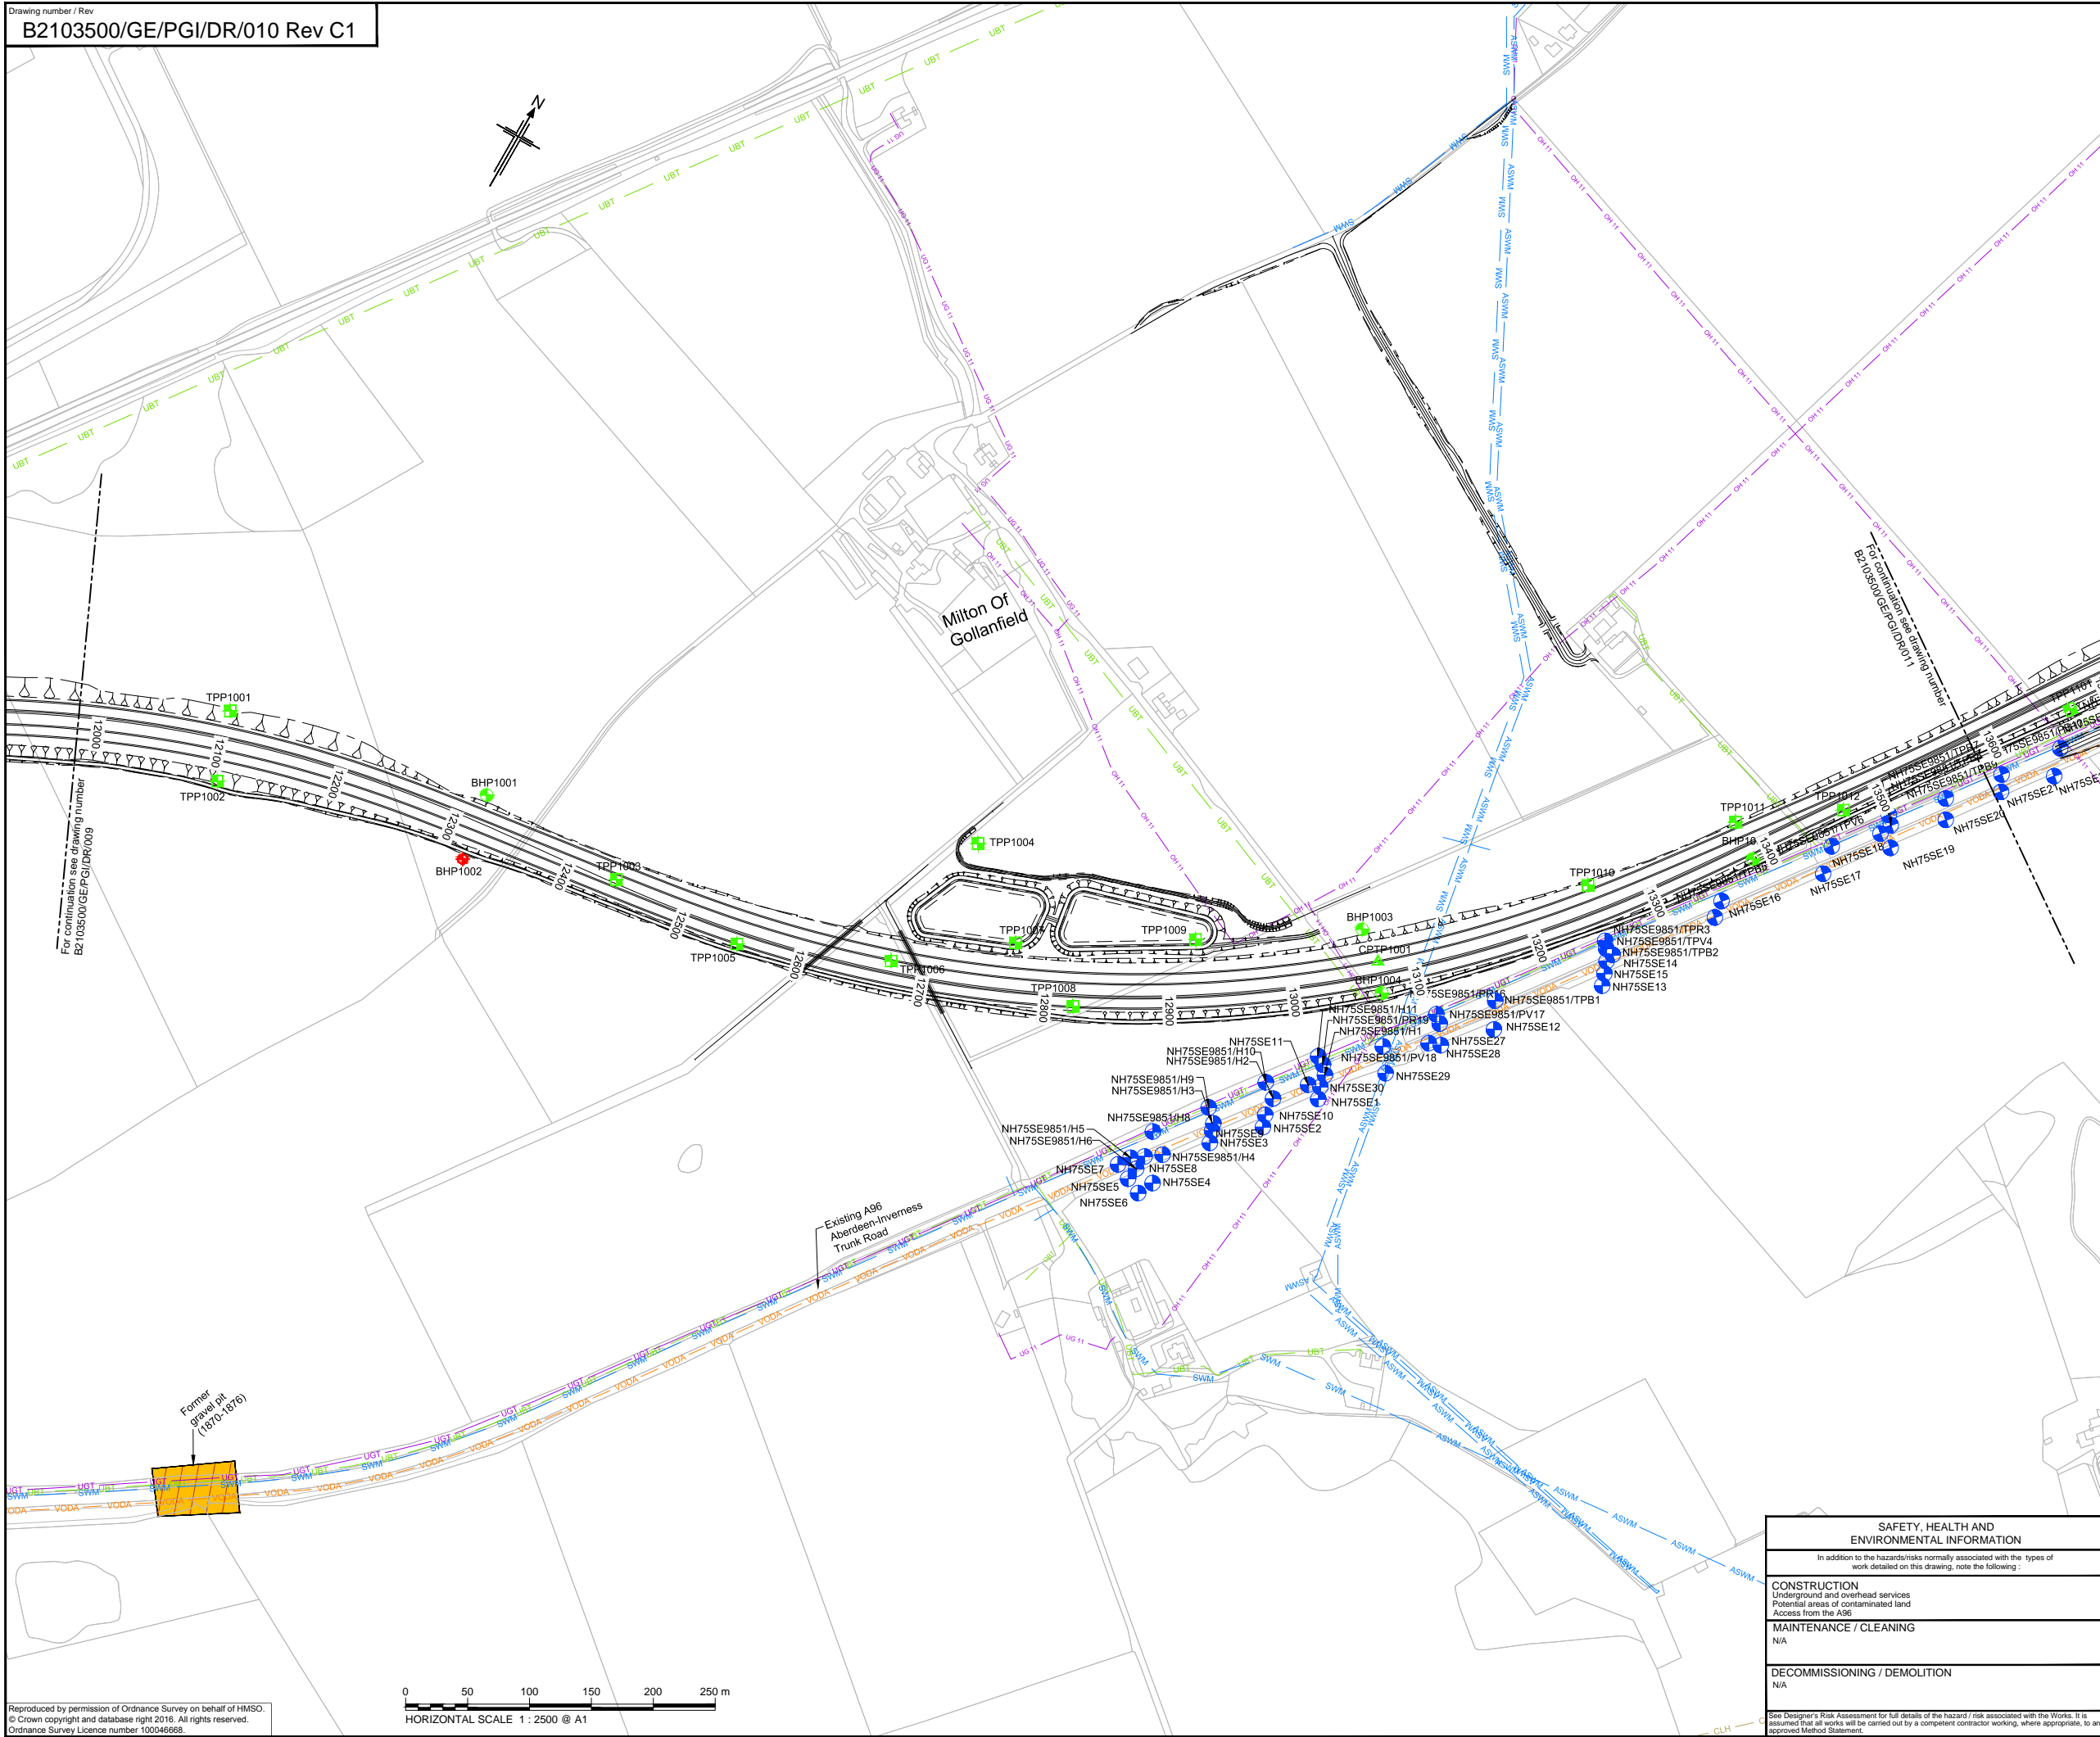 Drawing number / Rev
B2103500/GE/PGI/DR/010 Rev C1
N
Milton Of
Gollanfield
For continuation see drawing number
B2103500/GE/PGI/DR/009
For continuation see drawing number
B2103500/GE/PGI/DR/011
12000
12100
12200
12300
12400
12500
12600
12700
12800
12900
13000
13100
13200
13300
13400
13500
13600
TPP1001
TPP1002
BHP1001
BHP1002
TPP1003
TPP1004
TPP1005
TPP1006
TPP1008
TPP1009
BHP1003
CPTP1001
BHP1004
TPP1010
TPP1011
TPP1012
TPP1101
NH75SE9851/TPV6
NH75SE9851/TPR3
NH75SE9851/TPV4
NH75SE9851/TPB2
NH75SE14
NH75SE15
NH75SE13
NH75SE9851/TPB1
NH75SE9851/PV17
NH75SE12
NH75SE27
NH75SE28
NH75SE29
NH75SE16
NH75SE17
NH75SE18
NH75SE19
NH75SE20
NH75SE21
NH75SE9851/H11
NH75SE9851/PR19
NH75SE9851/H1
NH75SE9851/PV18
NH75SE11
NH75SE9851/H10
NH75SE9851/H2
NH75SE30
NH75SE1
NH75SE10
NH75SE2
NH75SE9851/H9
NH75SE9851/H3
NH75SE9
NH75SE3
NH75SE9851/H8
NH75SE9851/H4
NH75SE9851/H5
NH75SE9851/H6
NH75SE7
NH75SE8
NH75SE5
NH75SE4
NH75SE6
Existing A96
Aberdeen-Inverness
Trunk Road
Former
gravel pit
(1870-1876)
UBT
UG 11
OH 11
SWM
ASWM
UGT
VODA
CLH
0 50 100 150 200 250 m
HORIZONTAL SCALE 1 : 2500 @ A1
Reproduced by permission of Ordnance Survey on behalf of HMSO.
© Crown copyright and database right 2016. All rights reserved.
Ordnance Survey Licence number 100046668.
SAFETY, HEALTH AND
ENVIRONMENTAL INFORMATION
In addition to the hazards/risks normally associated with the types of
work detailed on this drawing, note the following :
CONSTRUCTION
Underground and overhead services
Potential areas of contaminated land
Access from the A96
MAINTENANCE / CLEANING
N/A
DECOMMISSIONING / DEMOLITION
N/A
See Designer's Risk Assessment for full details of the hazard / risk associated with the Works. It is
assumed that all works will be carried out by a competent contractor working, where appropriate, to an
approved Method Statement.